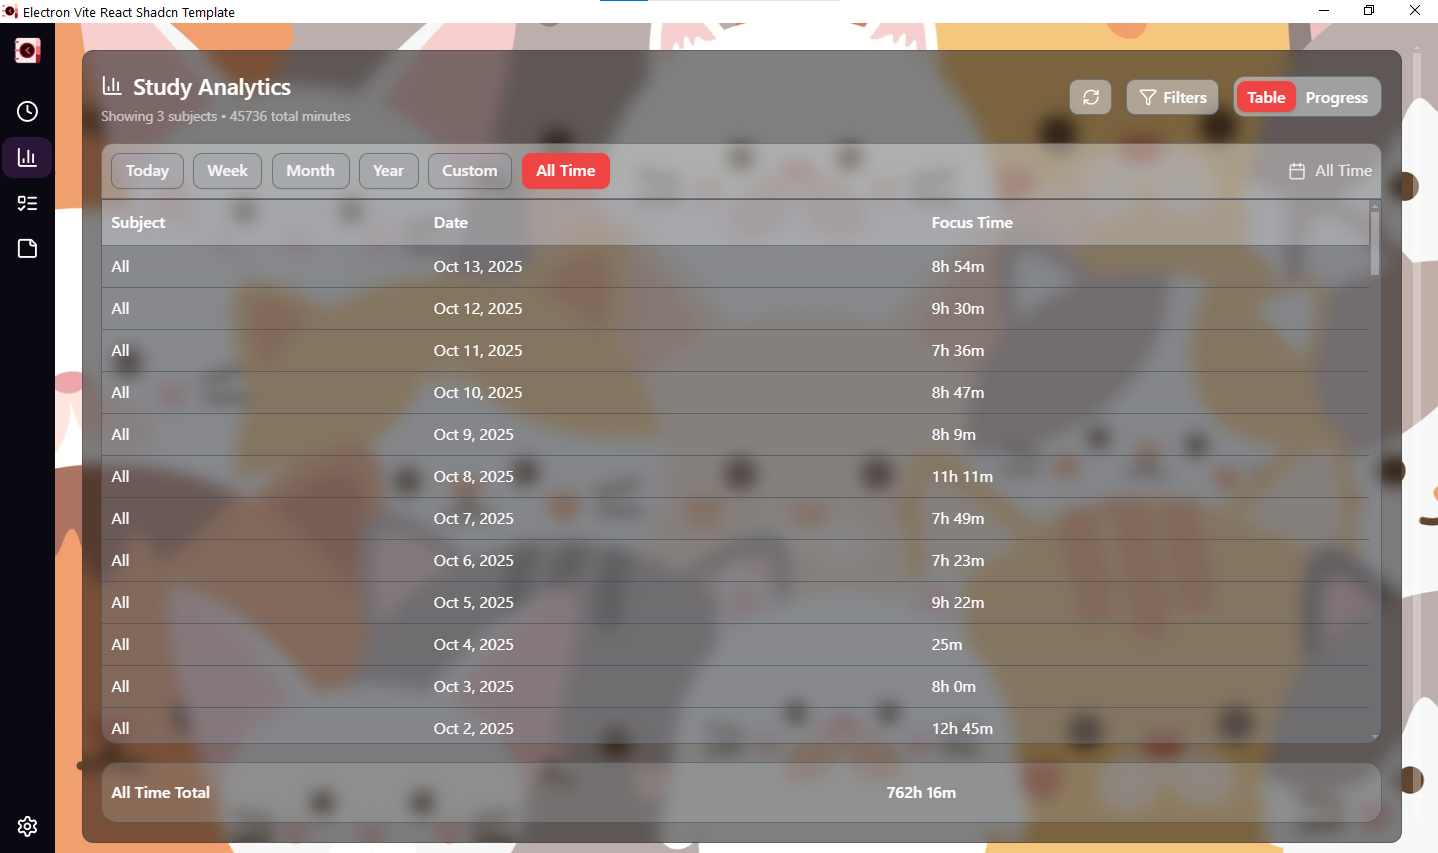 Electron Vite React Shadcn Template
Study Analytics
Showing 3 subjects • 45736 total minutes
Filters
Table Progress
Today Week Month Year Custom All Time
All Time
Subject Date Focus Time
All Oct 13, 2025 8h 54m
All Oct 12, 2025 9h 30m
All Oct 11, 2025 7h 36m
All Oct 10, 2025 8h 47m
All Oct 9, 2025 8h 9m
All Oct 8, 2025 11h 11m
All Oct 7, 2025 7h 49m
All Oct 6, 2025 7h 23m
All Oct 5, 2025 9h 22m
All Oct 4, 2025 25m
All Oct 3, 2025 8h 0m
All Oct 2, 2025 12h 45m
All Time Total 762h 16m